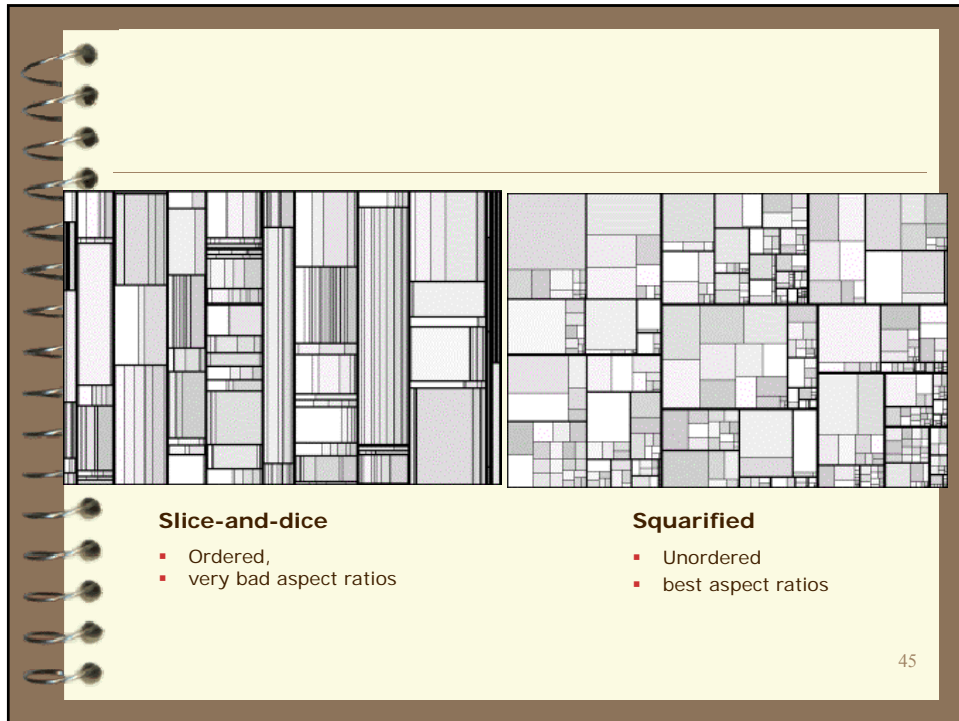 Slice-and-dice
Ordered,
very bad aspect ratios
Squarified
Unordered
best aspect ratios
45